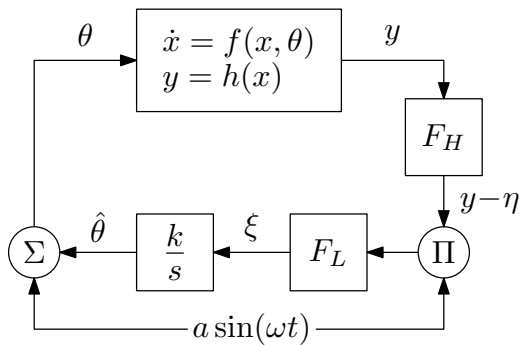 θ
ẋ = f(x, θ)
y = h(x)
y
F_H
y−η
Σ
θ̂
k/s
ξ
F_L
Π
a sin(ωt)